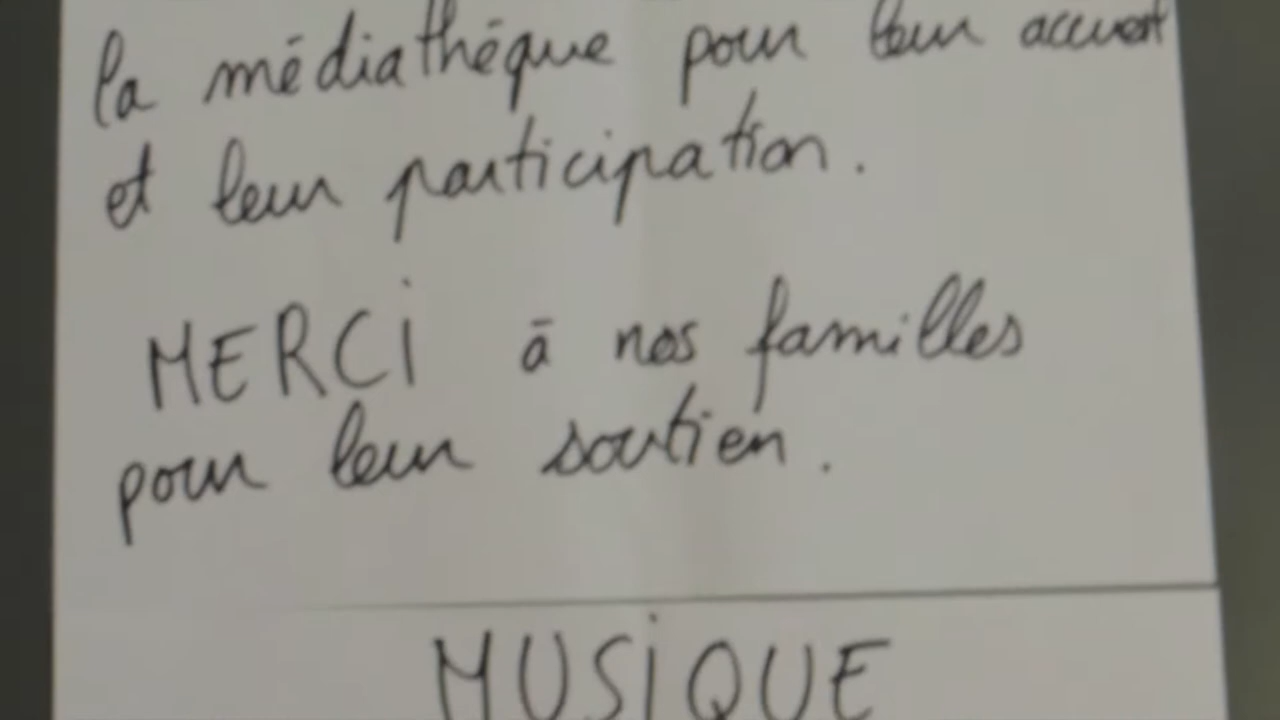 la médiathèque pour leur accueil
et leur participation.
MERCI à nos familles
pour leur soutien.
MUSIQUE